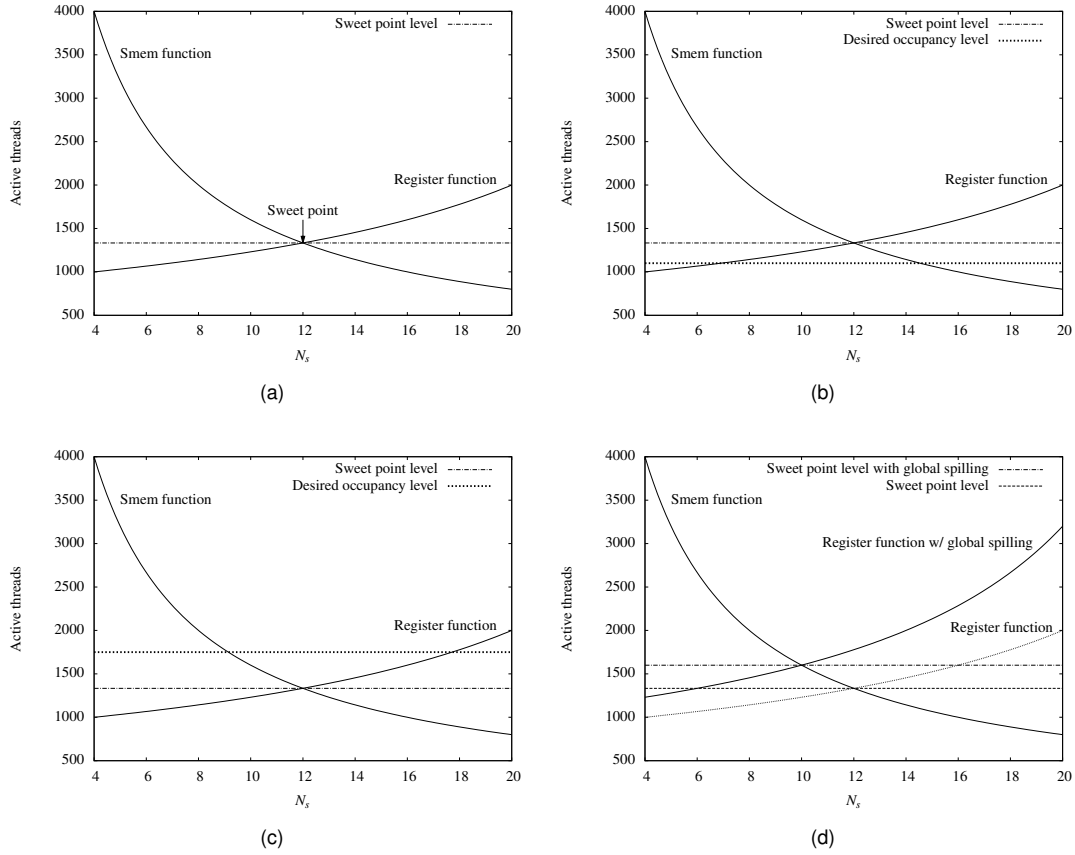 4000
3500
3000
2500
2000
1500
1000
500
4 6 8 10 12 14 16 18 20
Active threads
N_s
Sweet point level
Smem function
Register function
Sweet point
(a)
4000
3500
3000
2500
2000
1500
1000
500
4 6 8 10 12 14 16 18 20
Active threads
N_s
Sweet point level
Desired occupancy level
Smem function
Register function
(b)
4000
3500
3000
2500
2000
1500
1000
500
4 6 8 10 12 14 16 18 20
Active threads
N_s
Sweet point level
Desired occupancy level
Smem function
Register function
(c)
4000
3500
3000
2500
2000
1500
1000
500
4 6 8 10 12 14 16 18 20
Active threads
N_s
Sweet point level with global spilling
Sweet point level
Smem function
Register function w/ global spilling
Register function
(d)